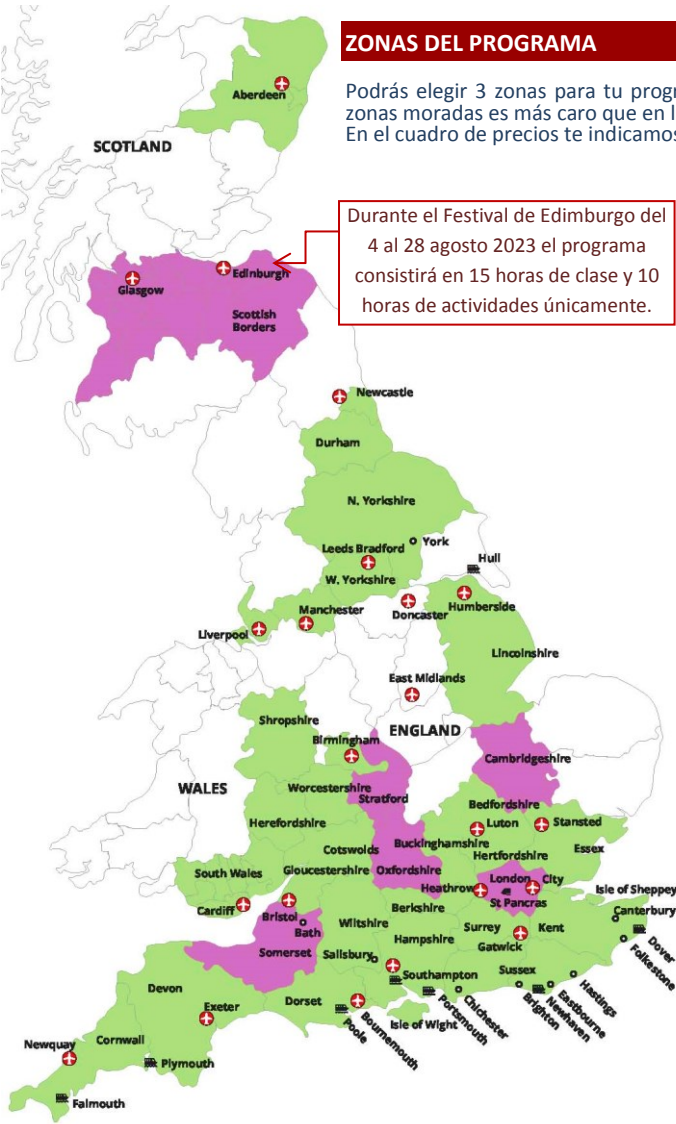 ZONAS DEL PROGRAMA
Podrás elegir 3 zonas para tu progr
zonas moradas es más caro que en l
En el cuadro de precios te indicamos
Aberdeen
SCOTLAND
Durante el Festival de Edimburgo del
4 al 28 agosto 2023 el programa
consistirá en 15 horas de clase y 10
horas de actividades únicamente.
Edinburgh
Glasgow
Scottish
Borders
Newcastle
Durham
N. Yorkshire
York
Leeds Bradford
Hull
W. Yorkshire
Manchester
Doncaster
Humberside
Liverpool
Lincolnshire
East Midlands
Shropshire
ENGLAND
Birmingham
Cambridgeshire
WALES
Worcestershire
Stratford
Bedfordshire
Herefordshire
Luton
Stansted
Buckinghamshire
Cotswolds
Hertfordshire
Essex
South Wales
Gloucestershire
Oxfordshire
London
City
Heathrow
Isle of Sheppey
St Pancras
Cardiff
Bristol
Berkshire
Canterbury
Bath
Wiltshire
Surrey
Kent
Dover
Hampshire
Gatwick
Folkestone
Somerset
Salisbury
Southampton
Sussex
Hastings
Devon
Eastbourne
Newhaven
Brighton
Chichester
Portsmouth
Exeter
Dorset
Isle of Wight
Bournemouth
Poole
Newquay
Cornwall
Plymouth
Falmouth